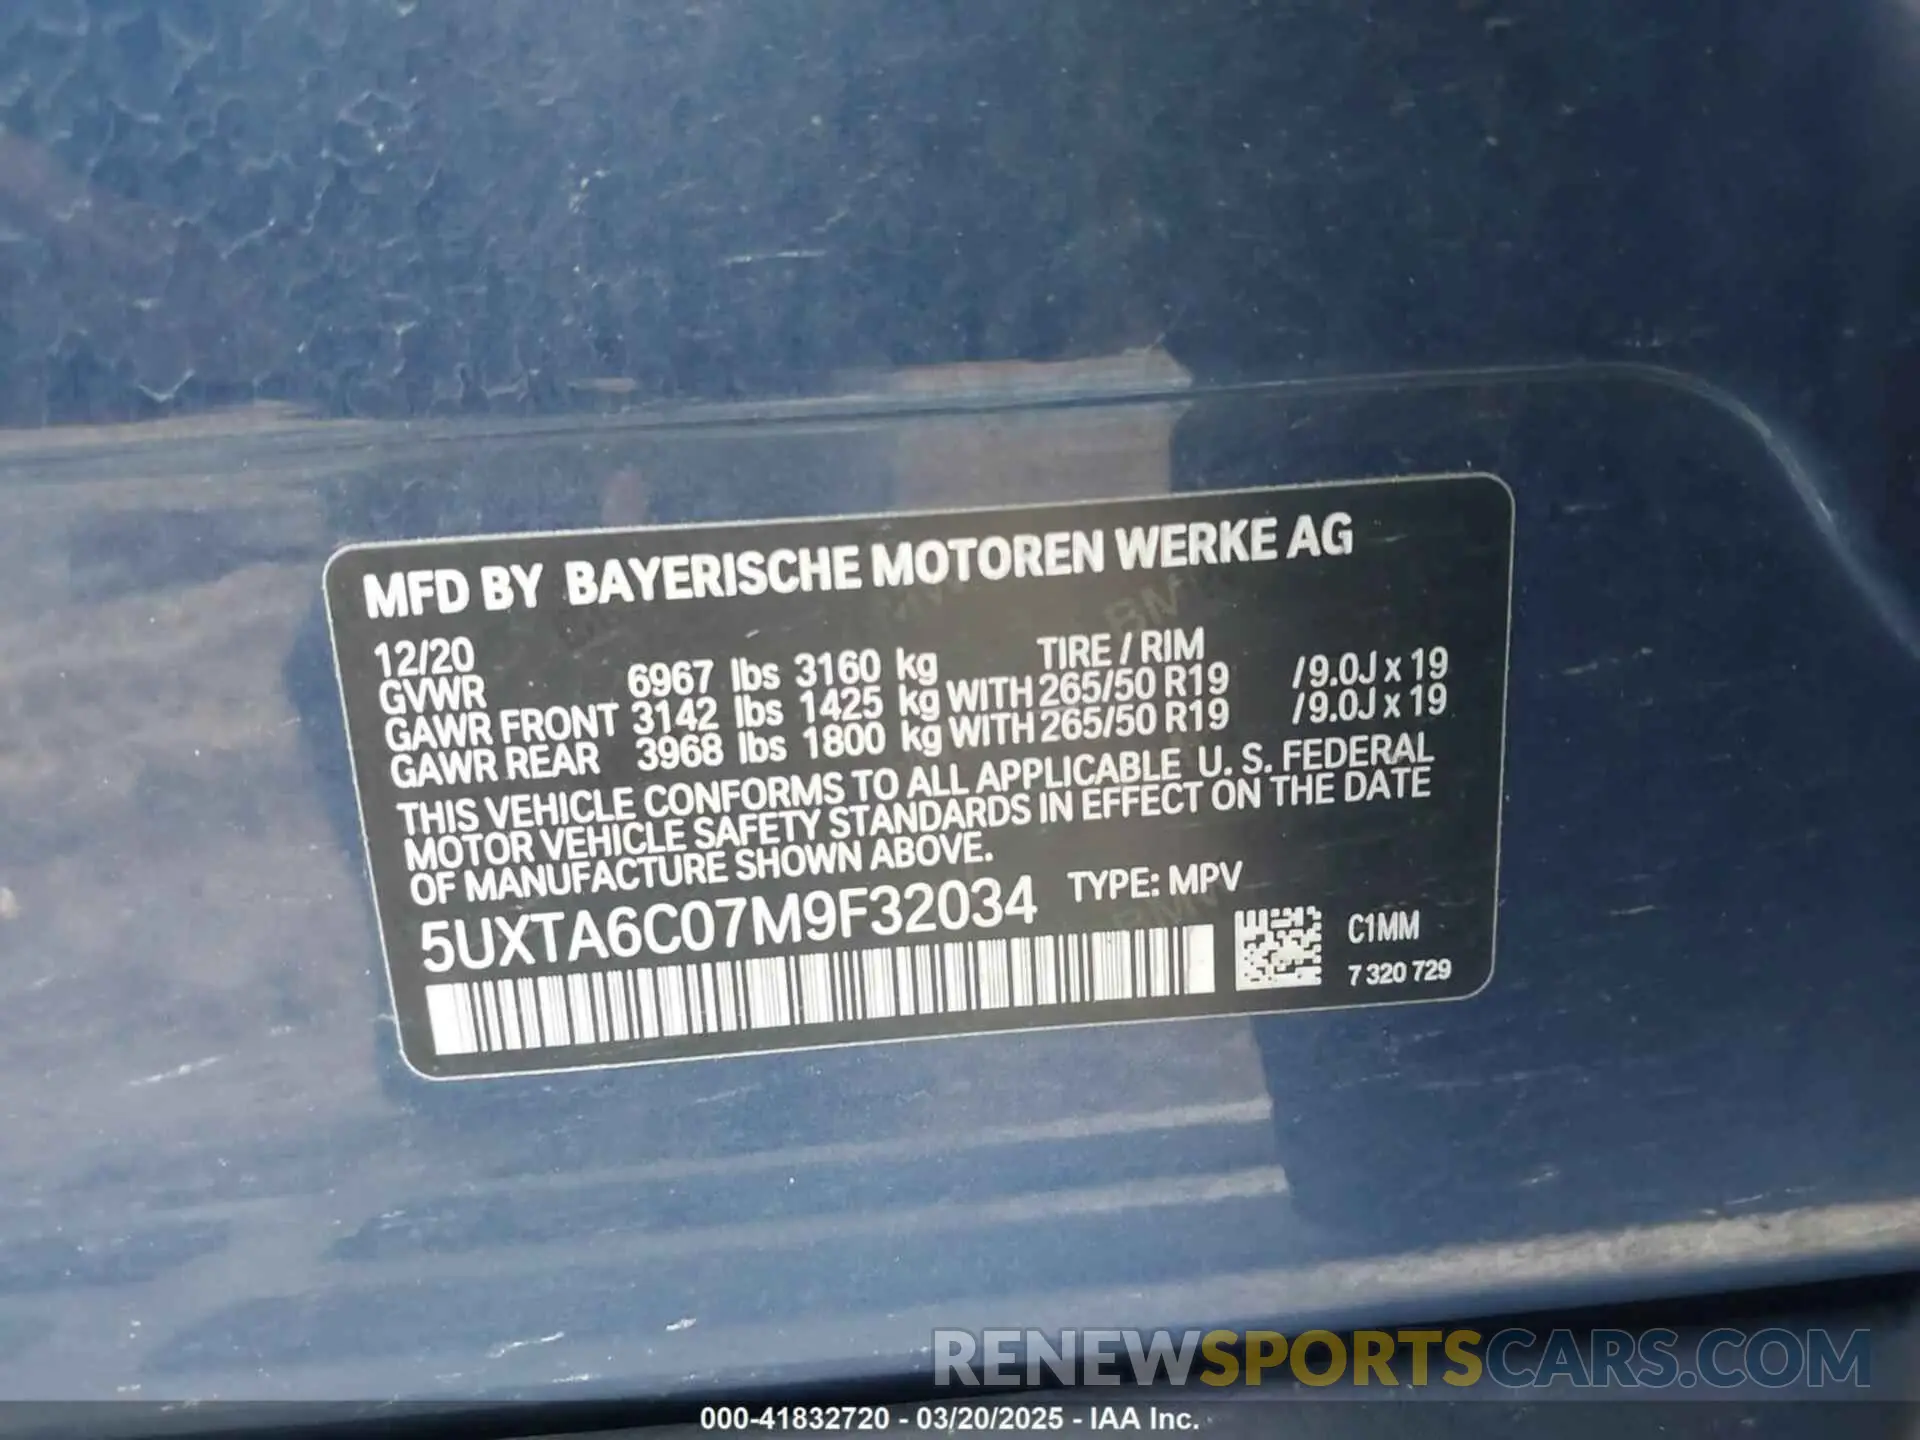 MFD BY BAYERISCHE MOTOREN WERKE AG
12/20 TIRE / RIM
GVWR 6967 lbs 3160 kg
GAWR FRONT 3142 lbs 1425 kg WITH 265/50 R19 /9.0J x 19
GAWR REAR 3968 lbs 1800 kg WITH 265/50 R19 /9.0J x 19
THIS VEHICLE CONFORMS TO ALL APPLICABLE U. S. FEDERAL
MOTOR VEHICLE SAFETY STANDARDS IN EFFECT ON THE DATE
OF MANUFACTURE SHOWN ABOVE.
5UXTA6C07M9F32034 TYPE: MPV
C1MM
7 320 729
RENEWSPORTSCARS.COM
000-41832720 - 03/20/2025 - IAA Inc.